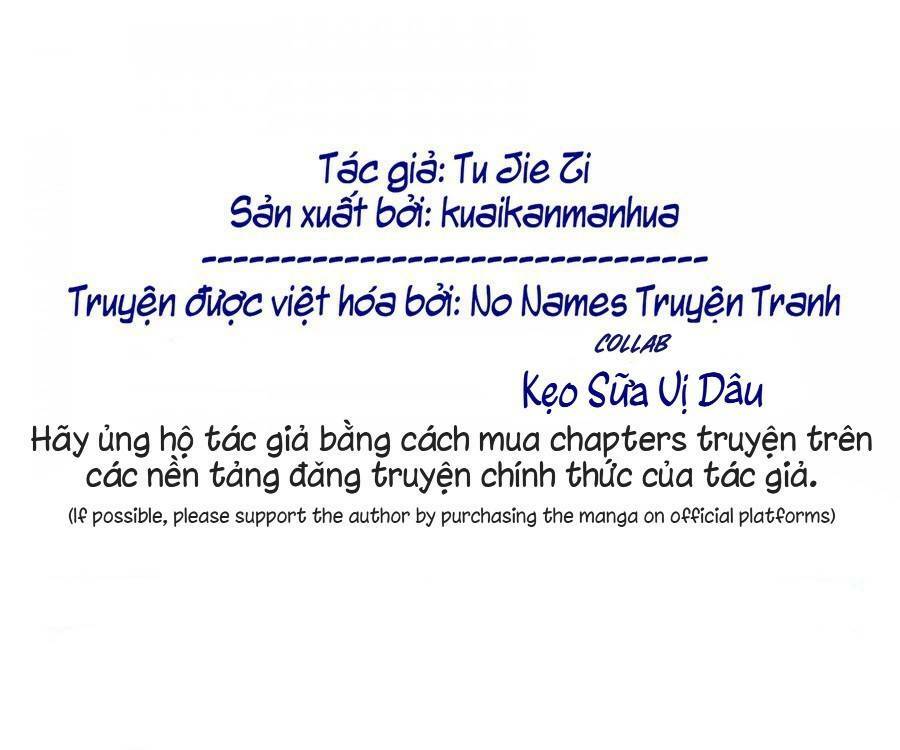 Tác giả: Tu Jie Zi
Sản xuất bởi: kuaikanmanhua
--------------------------------
Truyện được việt hóa bởi: No Names Truyện Tranh
COLLAB
Kẹo Sữa Vị Dâu
Hãy ủng hộ tác giả bằng cách mua chapters truyện trên
các nền tảng đăng truyện chính thức của tác giả.
(If possible, please support the author by purchasing the manga on official platforms)